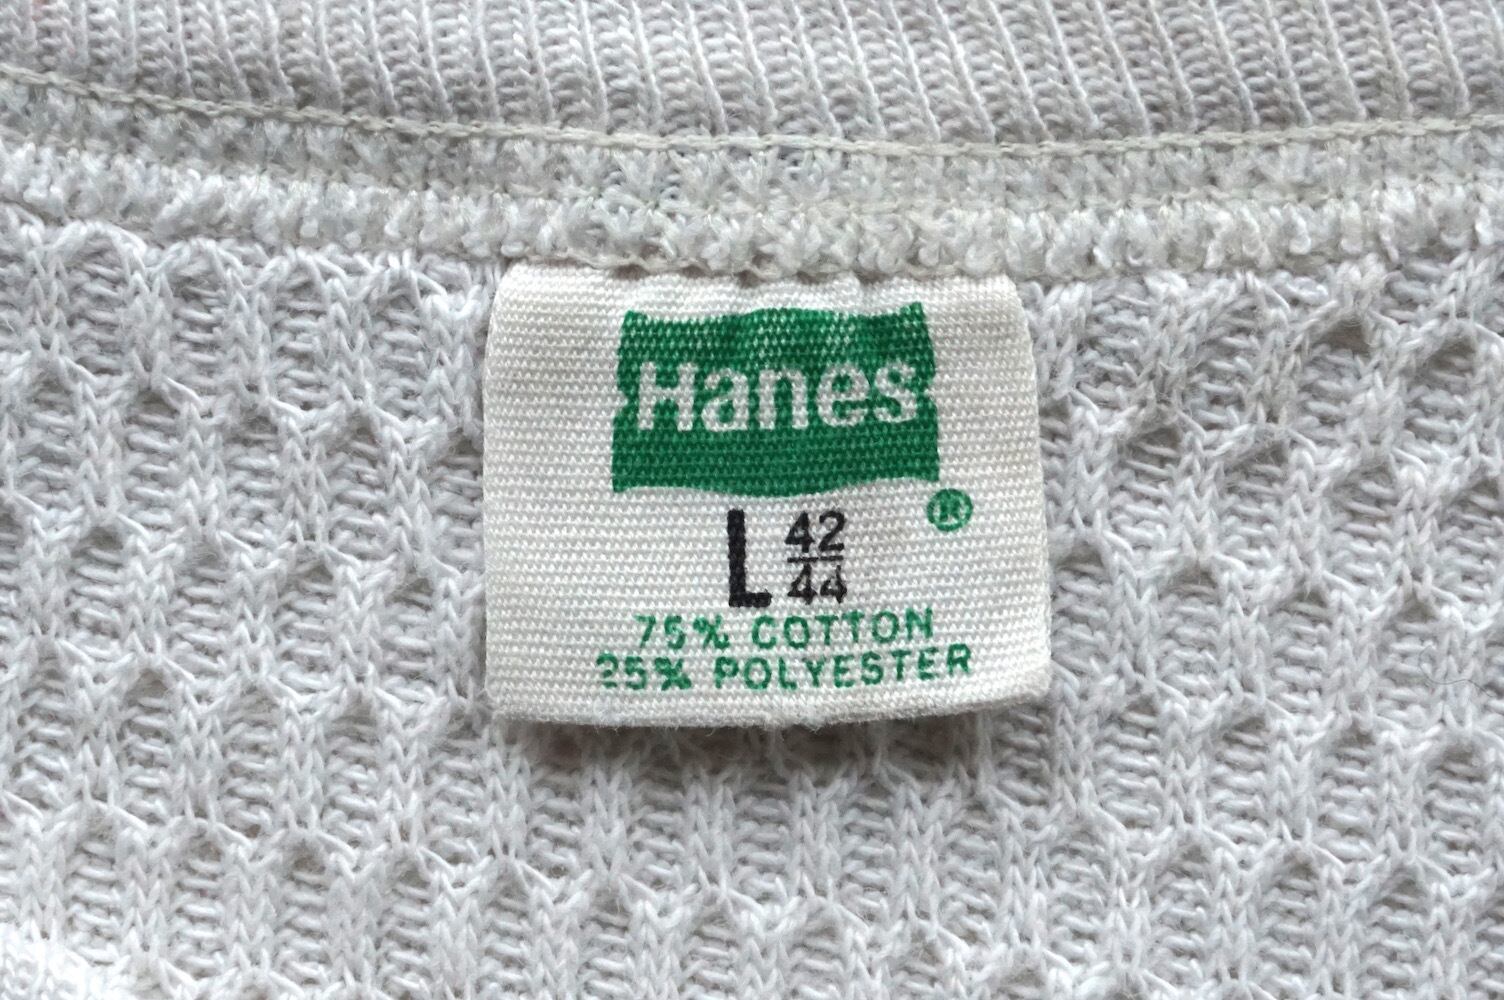 Hanes
®
L 42/44
75% COTTON
25% POLYESTER